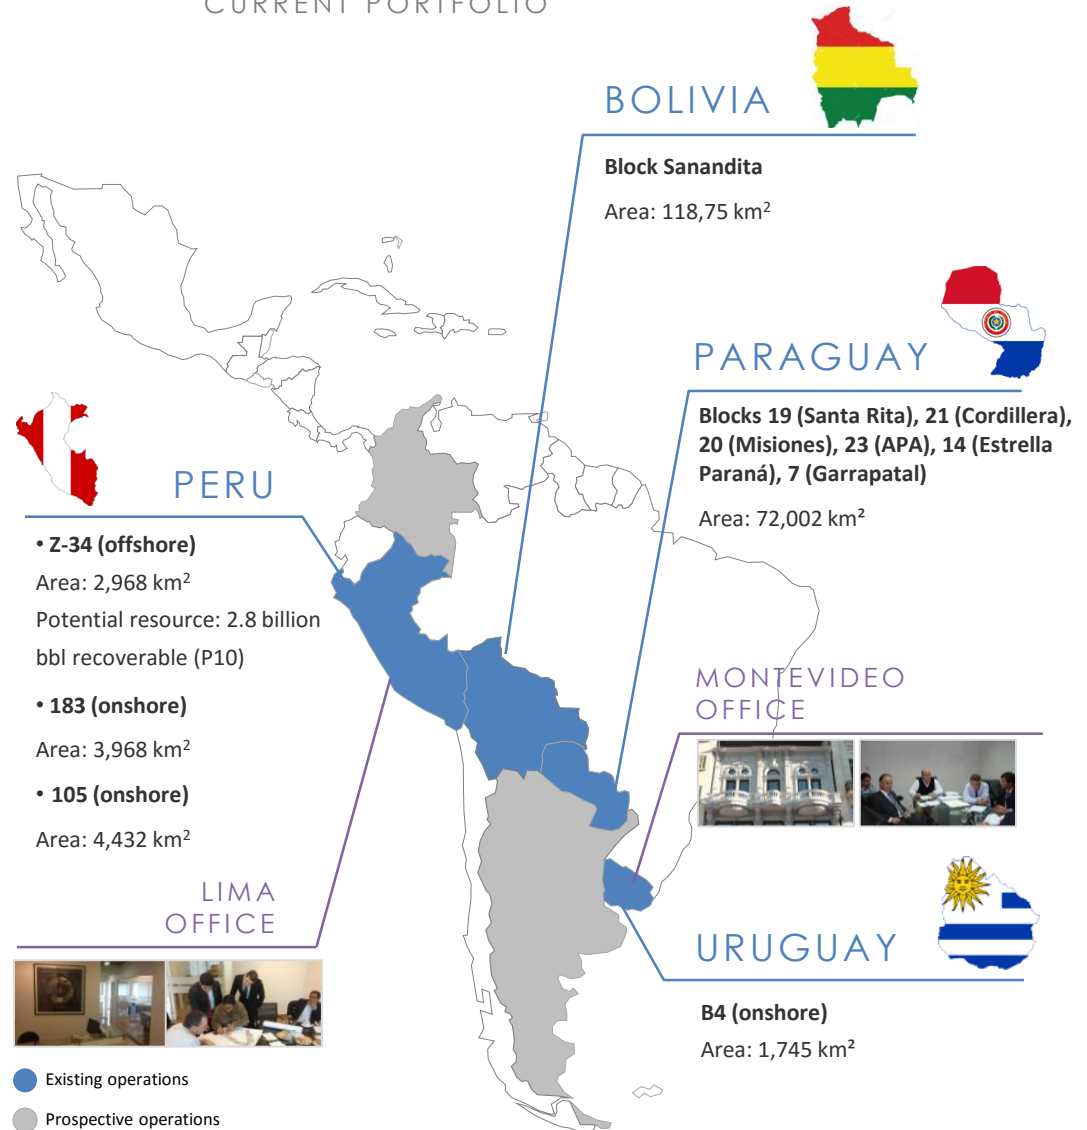 CURRENT PORTFOLIO
BOLIVIA
Block Sanandita
Area: 118,75 km²
PARAGUAY
Blocks 19 (Santa Rita), 21 (Cordillera),
20 (Misiones), 23 (APA), 14 (Estrella
Paraná), 7 (Garrapatal)
Area: 72,002 km²
PERU
• Z-34 (offshore)
Area: 2,968 km²
Potential resource: 2.8 billion
bbl recoverable (P10)
• 183 (onshore)
Area: 3,968 km²
• 105 (onshore)
Area: 4,432 km²
LIMA
OFFICE
MONTEVIDEO
OFFICE
URUGUAY
B4 (onshore)
Area: 1,745 km²
Existing operations
Prospective operations